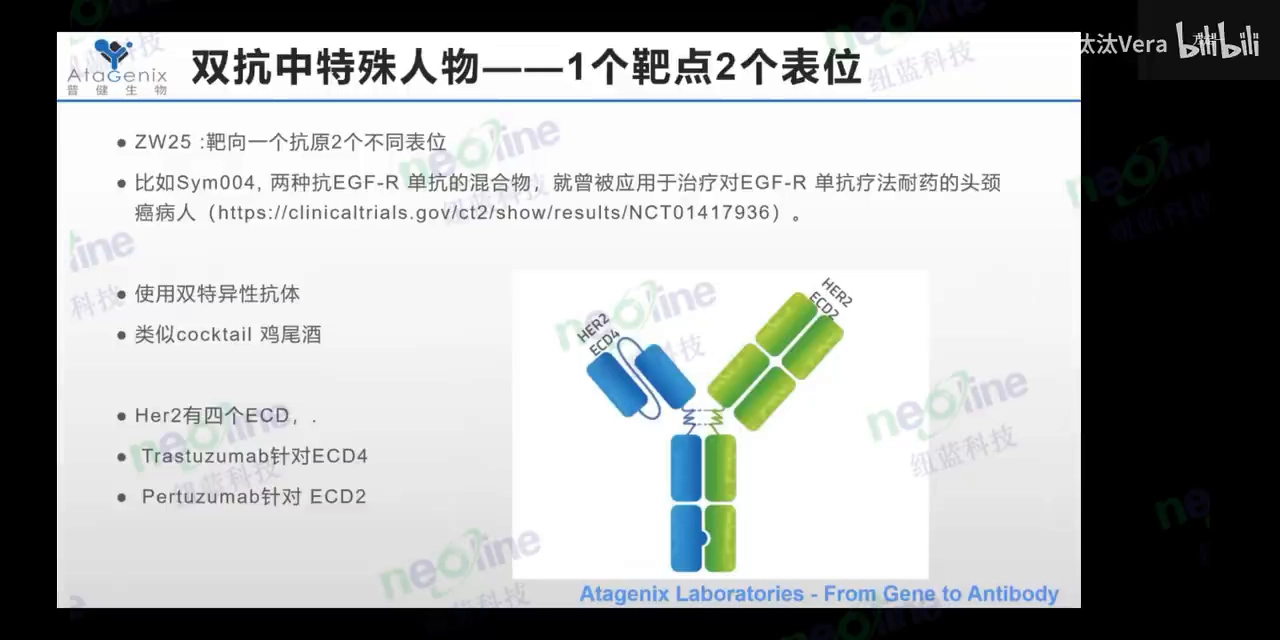 AtaGenix
普健生物
双抗中特殊人物——1个靶点2个表位
汰汰Vera bilibili
neoline
纽蓝科技
• ZW25 :靶向一个抗原2个不同表位
• 比如Sym004, 两种抗EGF-R 单抗的混合物，就曾被应用于治疗对EGF-R 单抗疗法耐药的头颈
癌病人（https://clinicaltrials.gov/ct2/show/results/NCT01417936）。
• 使用双特异性抗体
• 类似cocktail 鸡尾酒
• Her2有四个ECD，.
• Trastuzumab针对ECD4
• Pertuzumab针对 ECD2
HER2
ECD4
HER2
ECD2
Atagenix Laboratories - From Gene to Antibody